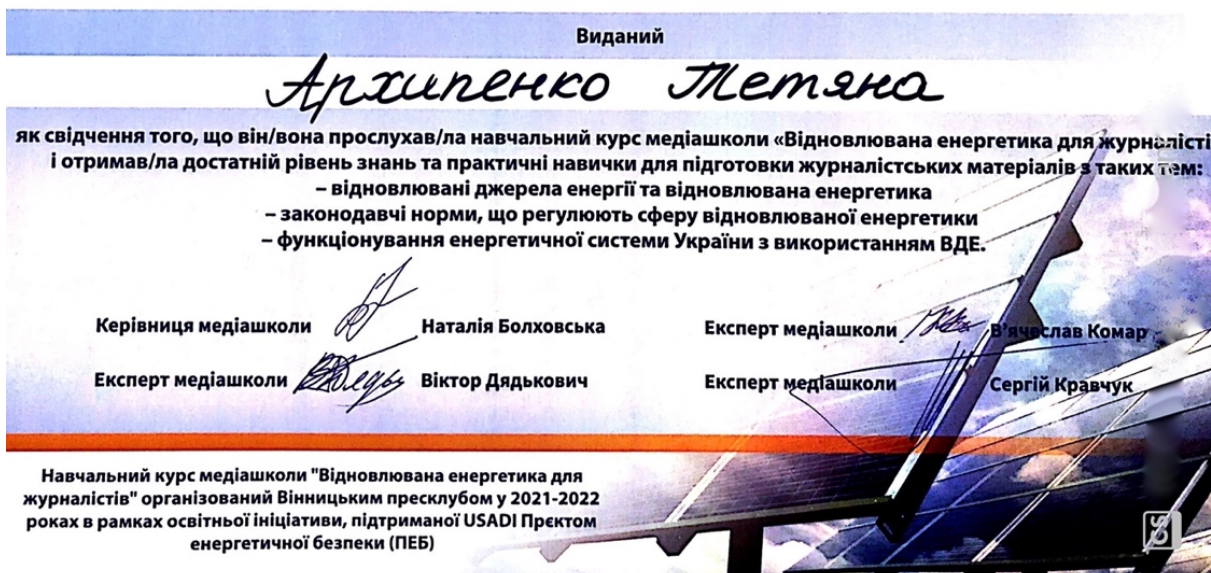 Виданий
Архипенко Тетяна
як свідчення того, що він/вона прослухав/ла навчальний курс медіашколи «Відновлювана енергетика для журналісті
і отримав/ла достатній рівень знань та практичні навички для підготовки журналістських матеріалів з таких тем:
– відновлювані джерела енергії та відновлювана енергетика
– законодавчі норми, що регулюють сферу відновлюваної енергетики
– функціонування енергетичної системи України з використанням ВДЕ.
Керівниця медіашколи Наталія Болховська
Експерт медіашколи В'ячеслав Комар
Експерт медіашколи Віктор Дядькович
Експерт медіашколи Сергій Кравчук
Навчальний курс медіашколи "Відновлювана енергетика для
журналістів" організований Вінницьким пресклубом у 2021-2022
роках в рамках освітньої ініціативи, підтриманої USADI Прєктом
енергетичної безпеки (ПЕБ)